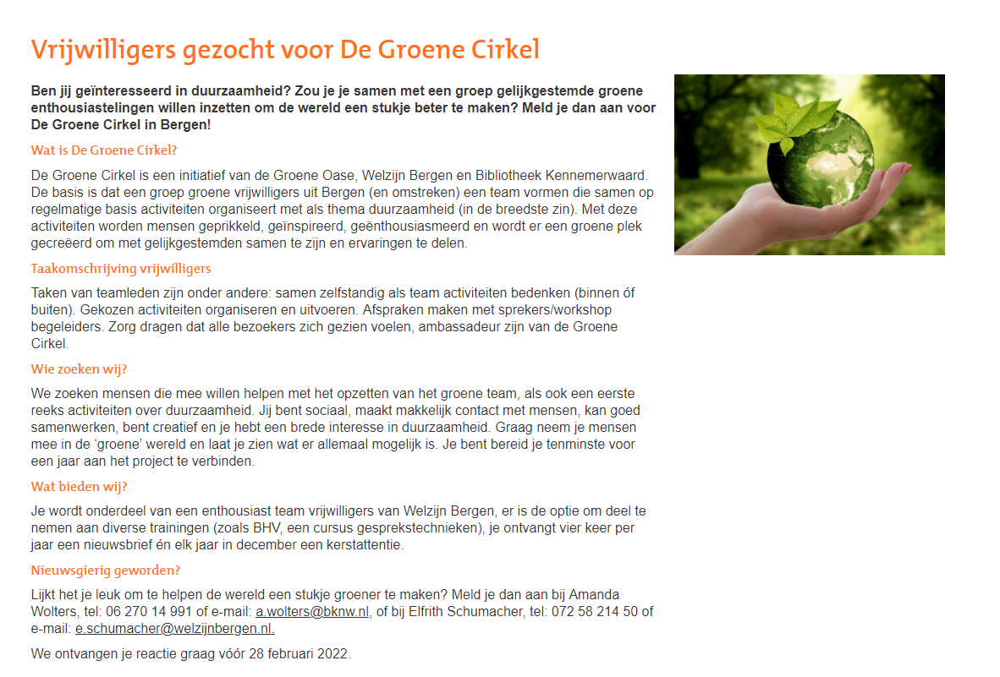 Vrijwilligers gezocht voor De Groene Cirkel
Ben jij geïnteresseerd in duurzaamheid? Zou je je samen met een groep gelijkgestemde groene
enthousiastelingen willen inzetten om de wereld een stukje beter te maken? Meld je dan aan voor
De Groene Cirkel in Bergen!
Wat is De Groene Cirkel?
De Groene Cirkel is een initiatief van de Groene Oase, Welzijn Bergen en Bibliotheek Kennemerwaard.
De basis is dat een groep groene vrijwilligers uit Bergen (en omstreken) een team vormen die samen op
regelmatige basis activiteiten organiseert met als thema duurzaamheid (in de breedste zin). Met deze
activiteiten worden mensen geprikkeld, geïnspireerd, geënthousiasmeerd en wordt er een groene plek
gecreëerd om met gelijkgestemden samen te zijn en ervaringen te delen.
Taakomschrijving vrijwilligers
Taken van teamleden zijn onder andere: samen zelfstandig als team activiteiten bedenken (binnen óf
buiten). Gekozen activiteiten organiseren en uitvoeren. Afspraken maken met sprekers/workshop
begeleiders. Zorg dragen dat alle bezoekers zich gezien voelen, ambassadeur zijn van de Groene
Cirkel.
Wie zoeken wij?
We zoeken mensen die mee willen helpen met het opzetten van het groene team, als ook een eerste
reeks activiteiten over duurzaamheid. Jij bent sociaal, maakt makkelijk contact met mensen, kan goed
samenwerken, bent creatief en je hebt een brede interesse in duurzaamheid. Graag neem je mensen
mee in de ‘groene’ wereld en laat je zien wat er allemaal mogelijk is. Je bent bereid je tenminste voor
een jaar aan het project te verbinden.
Wat bieden wij?
Je wordt onderdeel van een enthousiast team vrijwilligers van Welzijn Bergen, er is de optie om deel te
nemen aan diverse trainingen (zoals BHV, een cursus gesprekstechnieken), je ontvangt vier keer per
jaar een nieuwsbrief én elk jaar in december een kerstattentie.
Nieuwsgierig geworden?
Lijkt het je leuk om te helpen de wereld een stukje groener te maken? Meld je dan aan bij Amanda
Wolters, tel: 06 270 14 991 of e-mail: a.wolters@bknw.nl, of bij Elfrith Schumacher, tel: 072 58 214 50 of
e-mail: e.schumacher@welzijnbergen.nl.
We ontvangen je reactie graag vóór 28 februari 2022.